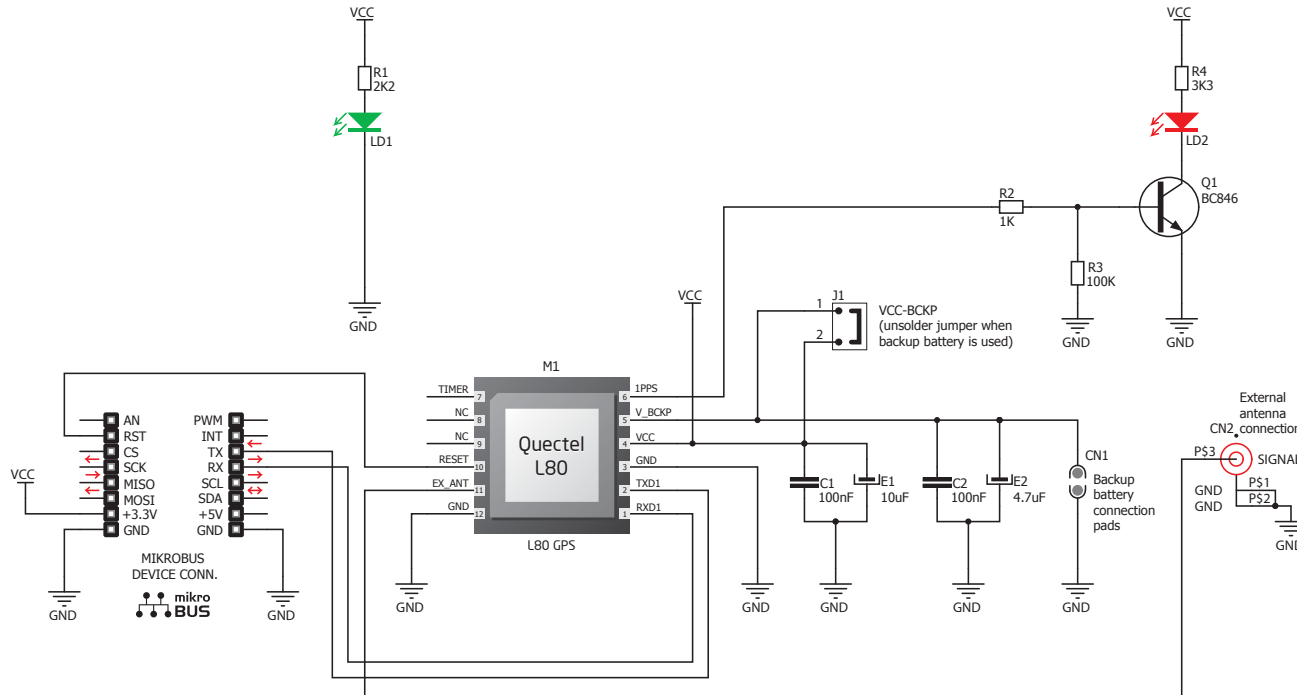 VCC
R1
2K2
LD1
GND
VCC
R4
3K3
LD2
Q1
BC846
R2
1K
R3
100K
GND
GND
VCC
J1
1
2
VCC-BCKP
(unsolder jumper when
backup battery is used)
M1
TIMER
7
NC
8
NC
9
RESET
10
EX_ANT
11
GND
12
Quectel
L80
6
1PPS
5
V_BCKP
4
VCC
3
GND
2
TXD1
1
RXD1
L80 GPS
AN
RST
CS
SCK
MISO
MOSI
+3.3V
GND
PWM
INT
TX
RX
SCL
SDA
+5V
GND
VCC
MIKROBUS
DEVICE CONN.
mikro
BUS
GND
GND
GND
GND
C1
100nF
E1
10uF
GND
C2
100nF
E2
4.7uF
GND
CN1
Backup
battery
connection
pads
GND
External
antenna
connection
CN2
P$3
SIGNAL
P$1
P$2
GND
GND
GND